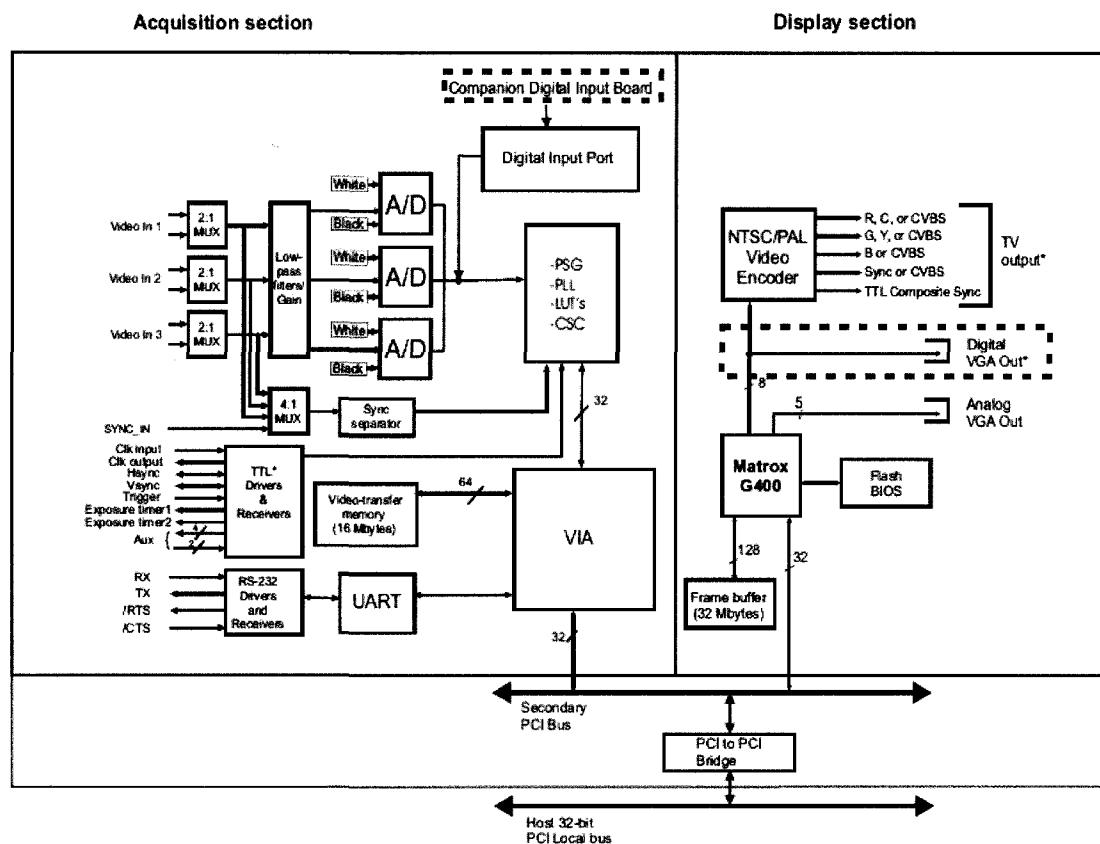 Acquisition section
Display section
Companion Digital Input Board
Digital Input Port
White
Black
A/D
White
Black
A/D
White
Black
A/D
Video In 1
2:1
MUX
Video In 2
2:1
MUX
Video In 3
2:1
MUX
Low-
pass
filters/
Gain
-PSG
-PLL
-LUT's
-CSC
4:1
MUX
Sync
separator
32
SYNC_IN
Clk input
Clk output
Hsync
Vsync
Trigger
Exposure timer1
Exposure timer2
Aux
4
2
TTL*
Drivers
&
Receivers
Video-transfer
memory
(16 Mbytes)
64
VIA
RX
TX
/RTS
/CTS
RS-232
Drivers
and
Receivers
UART
32
NTSC/PAL
Video
Encoder
R, C, or CVBS
G, Y, or CVBS
B or CVBS
Sync or CVBS
TTL Composite Sync
TV
output*
Digital
VGA Out*
8
5
Analog
VGA Out
Matrox
G400
Flash
BIOS
128
32
Frame buffer
(32 Mbytes)
Secondary
PCI Bus
PCI to PCI
Bridge
Host 32-bit
PCI Local bus